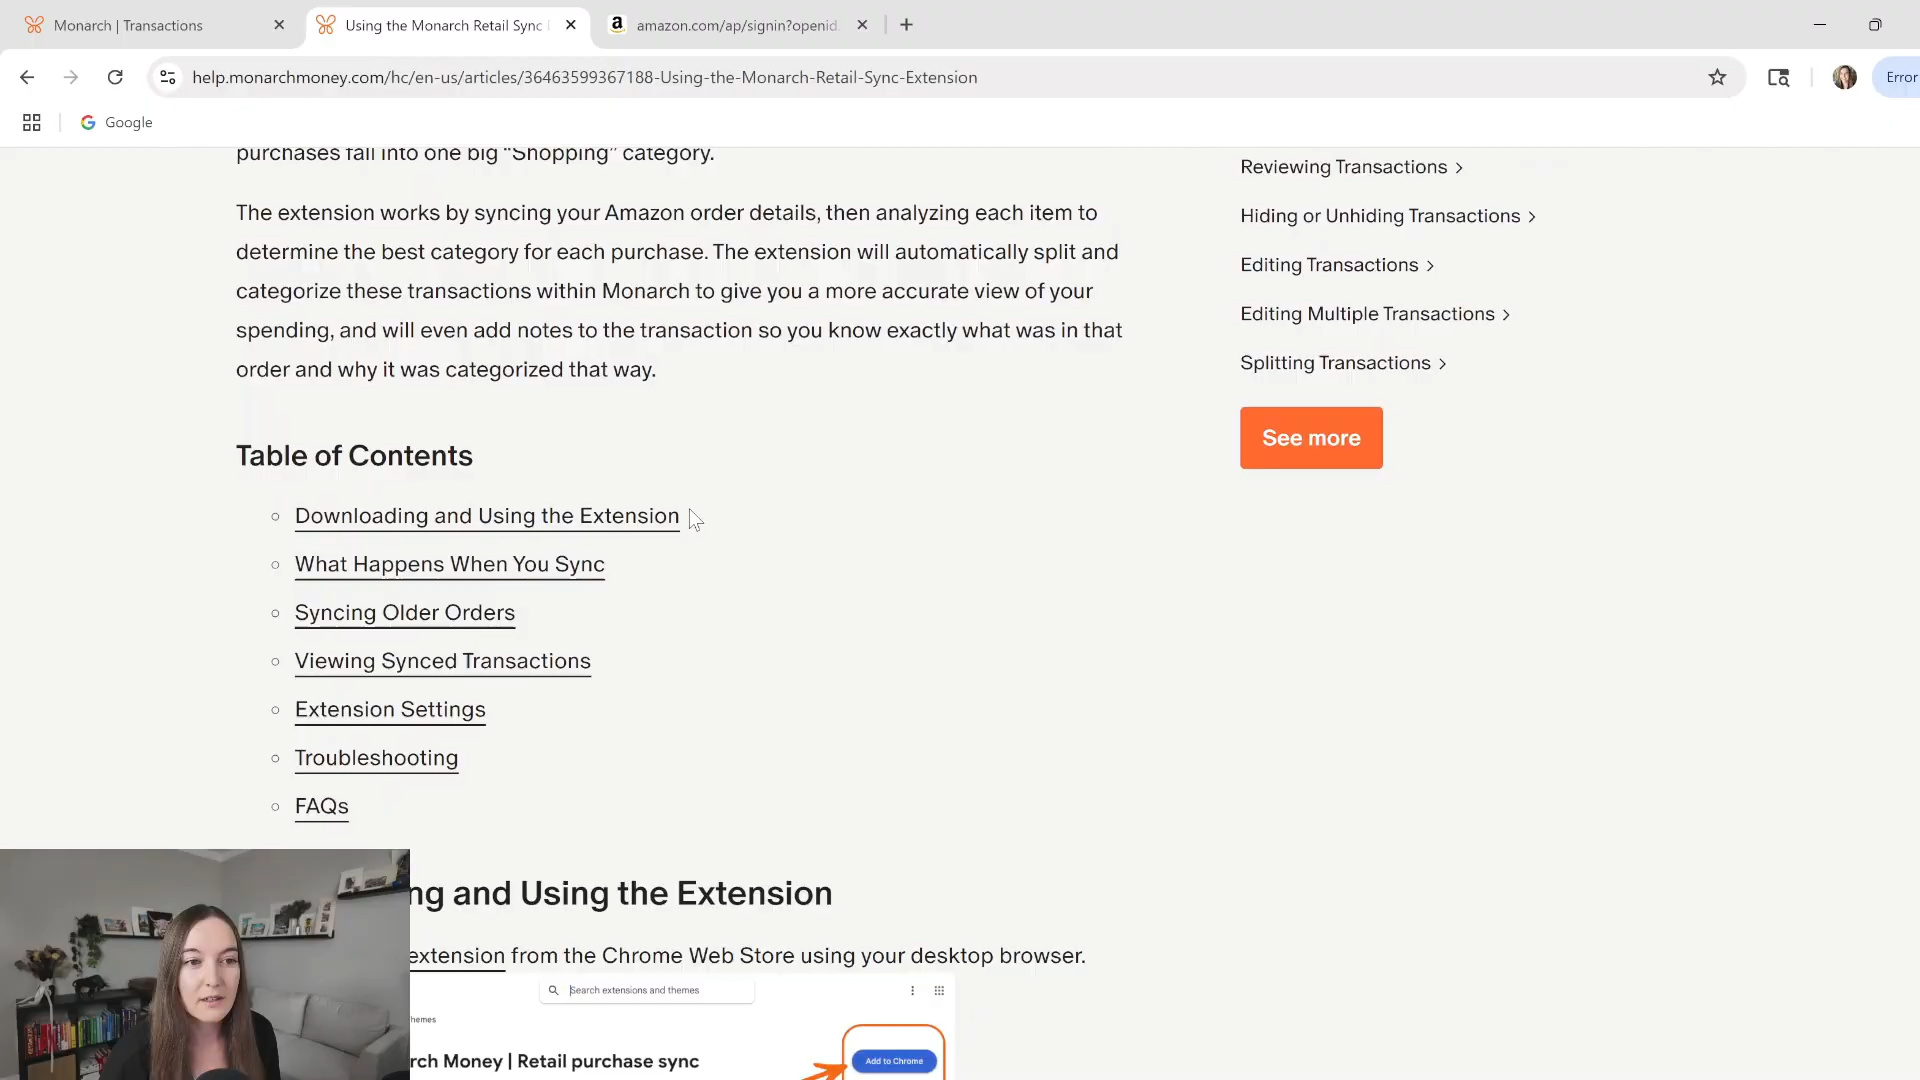 Monarch | Transactions
Using the Monarch Retail Sync
amazon.com/ap/signin?openid.
help.monarchmoney.com/hc/en-us/articles/36463599367188-Using-the-Monarch-Retail-Sync-Extension
Error
Google
purchases fall into one big “Shopping” category.
The extension works by syncing your Amazon order details, then analyzing each item to
determine the best category for each purchase. The extension will automatically split and
categorize these transactions within Monarch to give you a more accurate view of your
spending, and will even add notes to the transaction so you know exactly what was in that
order and why it was categorized that way.
Reviewing Transactions
Hiding or Unhiding Transactions
Editing Transactions
Editing Multiple Transactions
Splitting Transactions
See more
Table of Contents
Downloading and Using the Extension
What Happens When You Sync
Syncing Older Orders
Viewing Synced Transactions
Extension Settings
Troubleshooting
FAQs
ng and Using the Extension
extension from the Chrome Web Store using your desktop browser.
Search extensions and themes
hemes
rch Money | Retail purchase sync
Add to Chrome